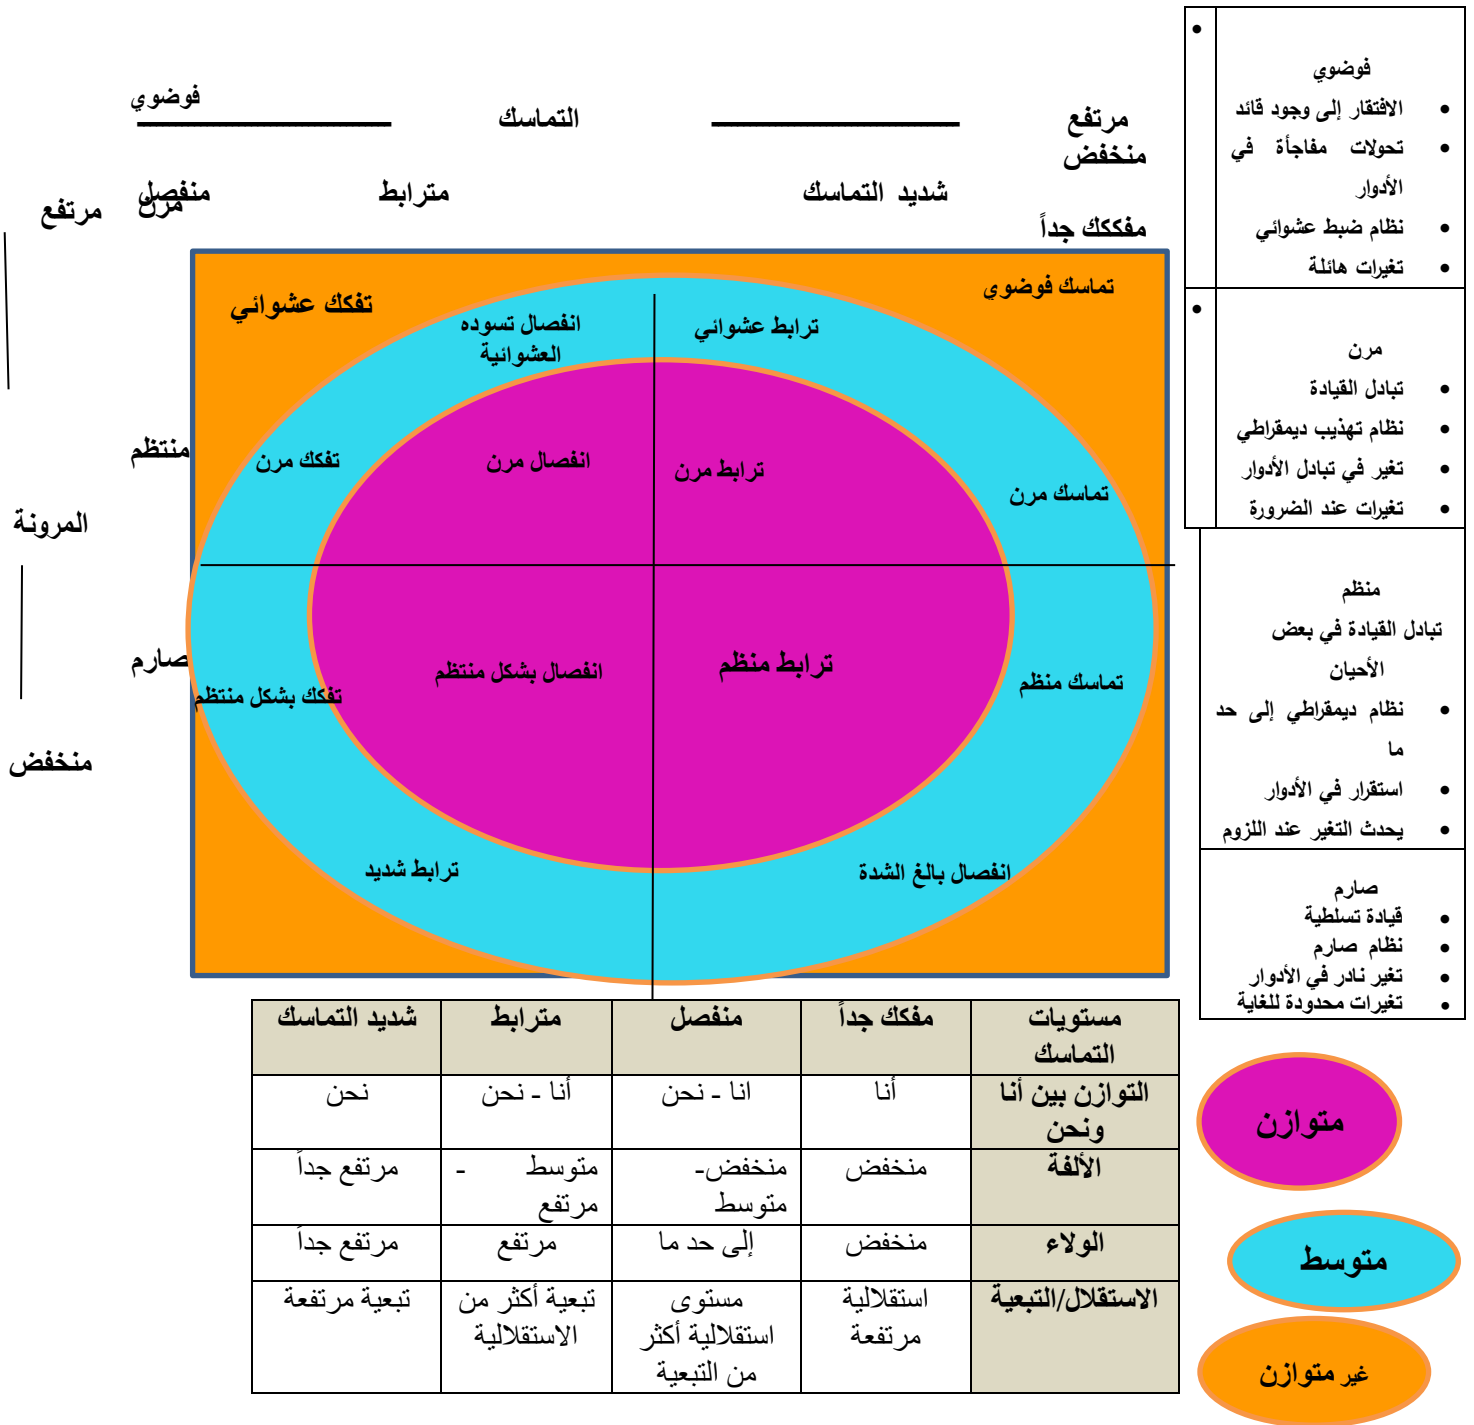 فوضوي
مرتفع ـــــــــــــــــــــــــــــ التماسك ـــــــــــــــــــــــــــــ
منخفض
شديد التماسك مترابط منفصل
مفككك جداً
مرن
مرتفع
منتظم
المرونة
صارم
منخفض
تماسك فوضوي
تفكك عشوائي
ترابط عشوائي
انفصال تسوده
العشوائية
تماسك مرن
ترابط مرن
انفصال مرن
تفكك مرن
تماسك منظم
ترابط منظم
انفصال بشكل منتظم
تفكك بشكل منتظم
انفصال بالغ الشدة
ترابط شديد
فوضوي
• الافتقار إلى وجود قائد
• تحولات مفاجأة في
الأدوار
• نظام ضبط عشوائي
• تغيرات هائلة
مرن
• تبادل القيادة
• نظام تهذيب ديمقراطي
• تغير في تبادل الأدوار
• تغيرات عند الضرورة
منظم
تبادل القيادة في بعض
الأحيان
• نظام ديمقراطي إلى حد
ما
• استقرار في الأدوار
• يحدث التغير عند اللزوم
صارم
• قيادة تسلطية
• نظام صارم
• تغير نادر في الأدوار
• تغيرات محدودة للغاية
مستويات
التماسك
مفكك جداً
منفصل
مترابط
شديد التماسك
التوازن بين أنا
ونحن
أنا
انا - نحن
أنا - نحن
نحن
الألفة
منخفض
منخفض-
متوسط
متوسط -
مرتفع
مرتفع جداً
الولاء
منخفض
إلى حد ما
مرتفع
مرتفع جداً
الاستقلال/التبعية
استقلالية
مرتفعة
مستوى
استقلالية أكثر
من التبعية
تبعية أكثر من
الاستقلالية
تبعية مرتفعة
متوازن
متوسط
غير متوازن